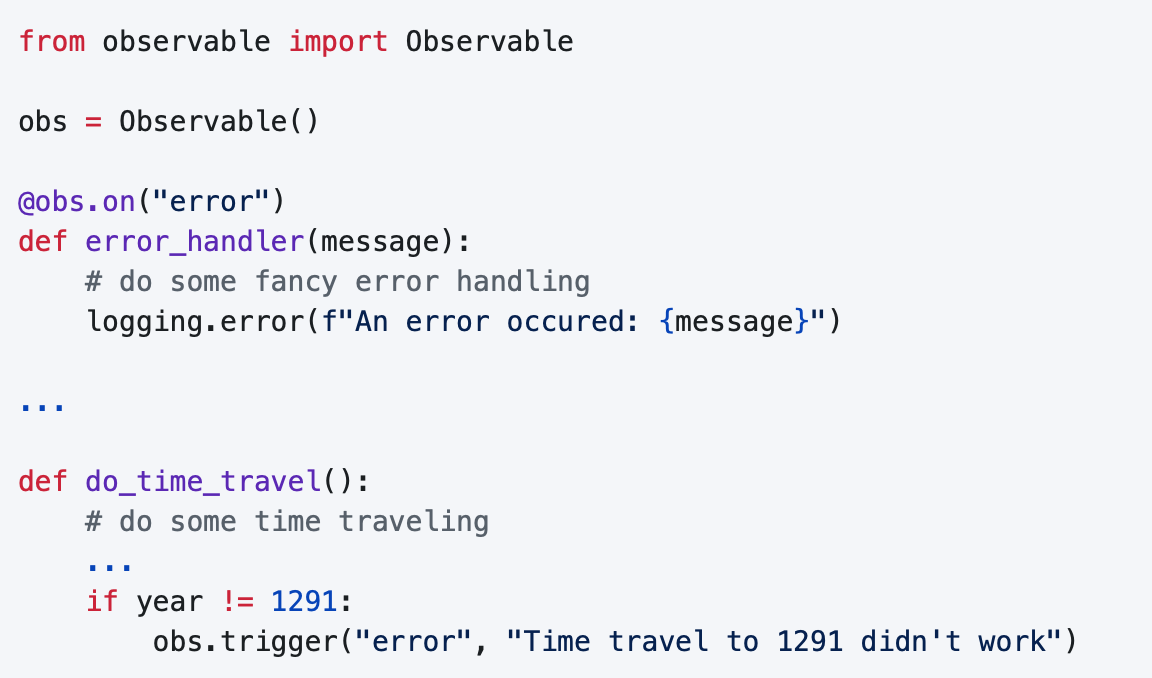 from observable import Observable
obs = Observable()
@obs.on("error")
def error_handler(message):
    # do some fancy error handling
    logging.error(f"An error occured: {message}")
...
def do_time_travel():
    # do some time traveling
    ...
    if year != 1291:
        obs.trigger("error", "Time travel to 1291 didn't work")